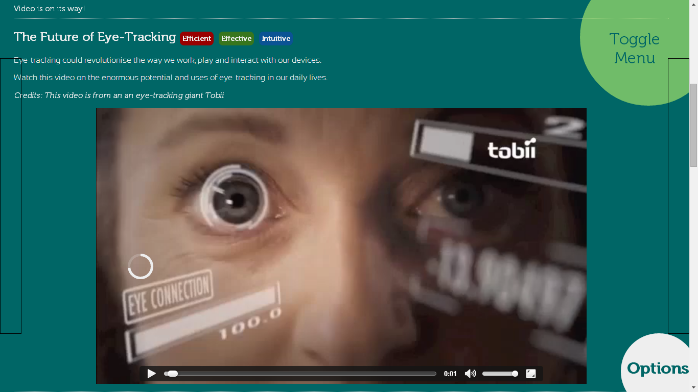 Video is on its way!
The Future of Eye-Tracking Efficient Effective Intuitive
Toggle
Menu
Eye tracking could revolutionise the way we work, play and interact with our devices.
Watch this video on the enormous potential and uses of eye-tracking in our daily lives.
Credits: This video is from an an eye-tracking giant Tobii
2
tobii
EYE CONNECTION
100.0
0:01
Options